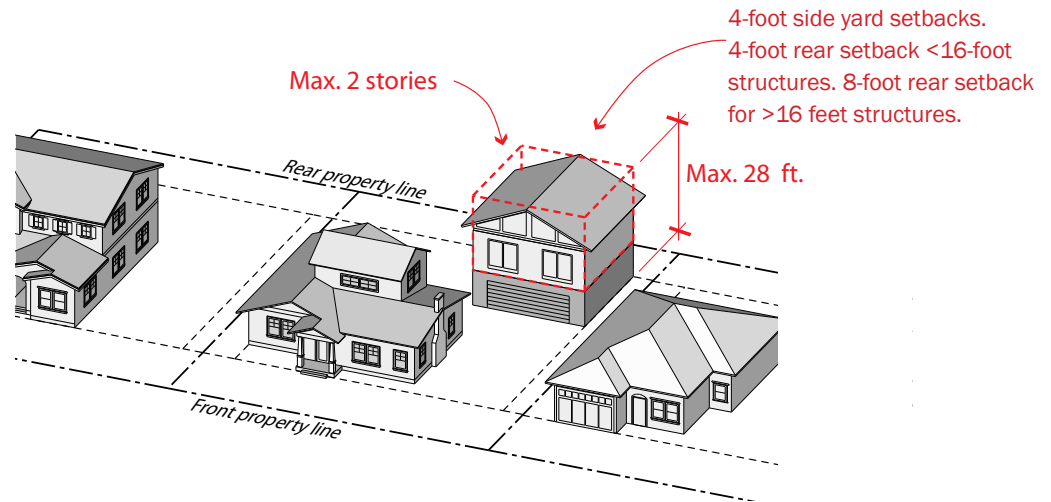 4-foot side yard setbacks.
4-foot rear setback <16-foot
structures. 8-foot rear setback
for >16 feet structures.
Max. 2 stories
Max. 28 ft.
Rear property line
Front property line